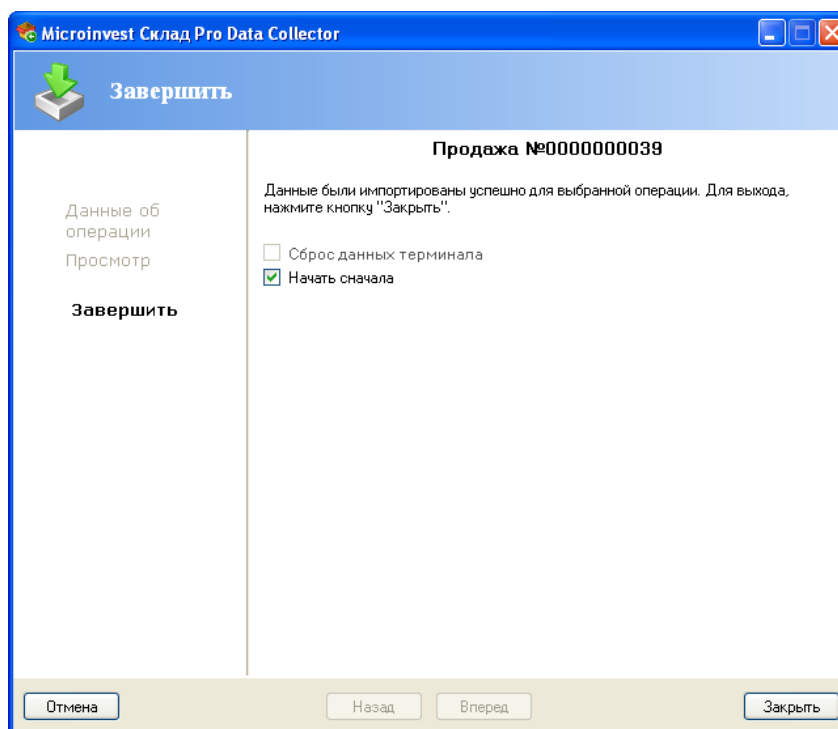 Microinvest Склад Pro Data Collector
Завершить
Продажа №0000000039
Данные были импортированы успешно для выбранной операции. Для выхода,
нажмите кнопку "Закрыть".
Данные об
операции
Просмотр
Завершить
Сброс данных терминала
Начать сначала
Отмена
Назад
Вперед
Закрыть